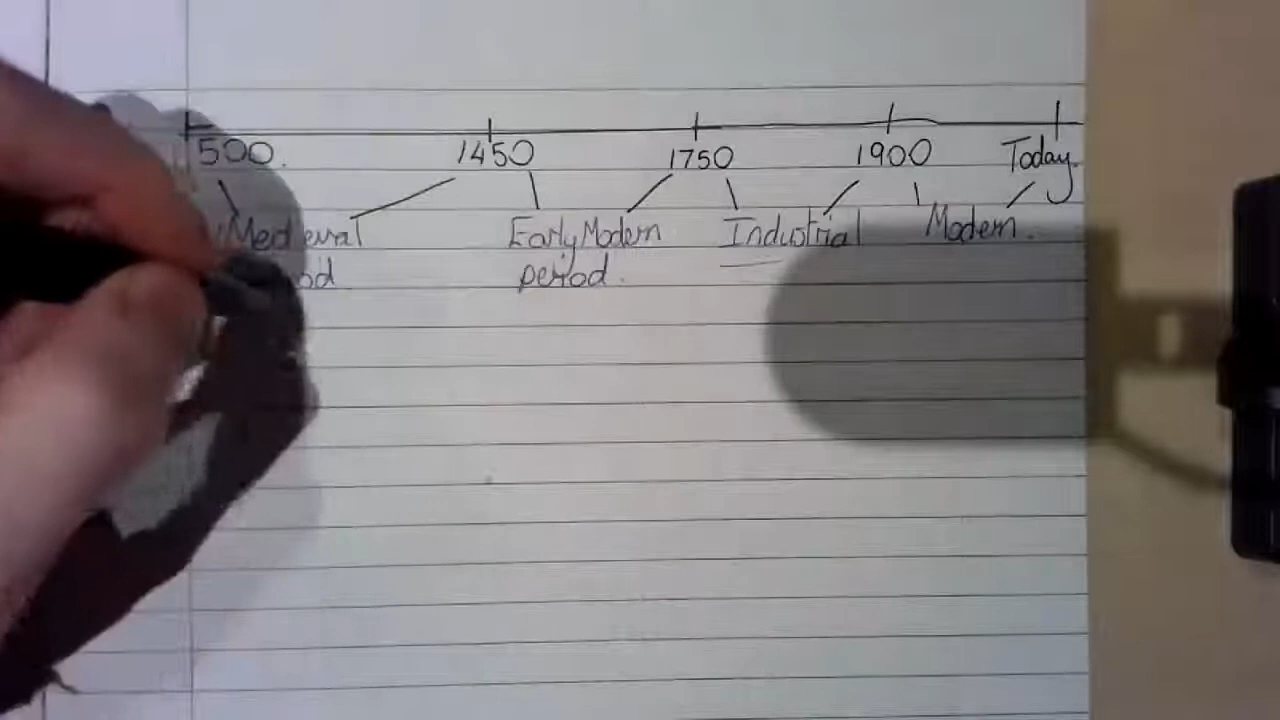 500. 1450 1750 1900 Today.
Medieval Early Modern Industrial Modern.
period.